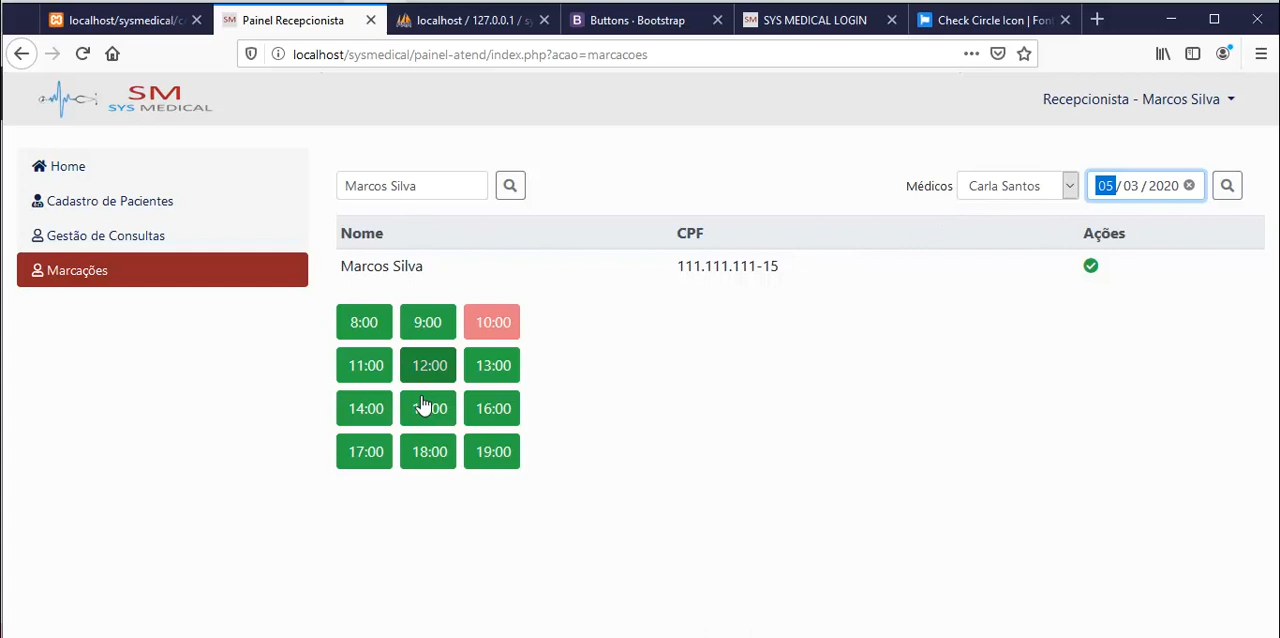 localhost/sysmedical/c
Painel Recepcionista
localhost / 127.0.0.1 / s
Buttons · Bootstrap
SM SYS MEDICAL LOGIN
Check Circle Icon | Fon
localhost/sysmedical/painel-atend/index.php?acao=marcacoes
SM
SYS MEDICAL
Recepcionista - Marcos Silva
Home
Cadastro de Pacientes
Gestão de Consultas
Marcações
Marcos Silva
Médicos
Carla Santos
05 / 03 / 2020
Nome CPF Ações
Marcos Silva 111.111.111-15
8:00 9:00 10:00
11:00 12:00 13:00
14:00 :00 16:00
17:00 18:00 19:00